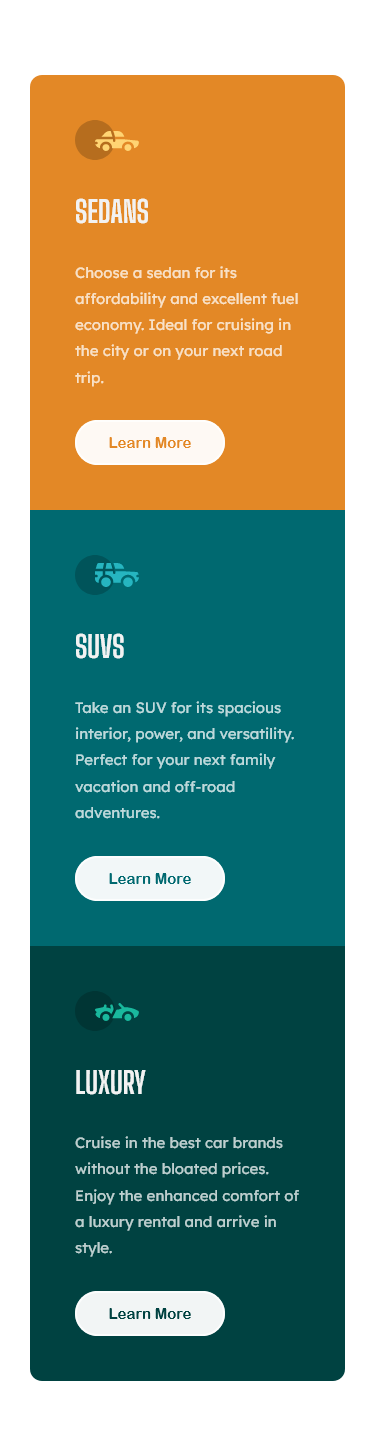 SEDANS
Choose a sedan for its
affordability and excellent fuel
economy. Ideal for cruising in
the city or on your next road
trip.
Learn More
SUVS
Take an SUV for its spacious
interior, power, and versatility.
Perfect for your next family
vacation and off-road
adventures.
Learn More
LUXURY
Cruise in the best car brands
without the bloated prices.
Enjoy the enhanced comfort of
a luxury rental and arrive in
style.
Learn More